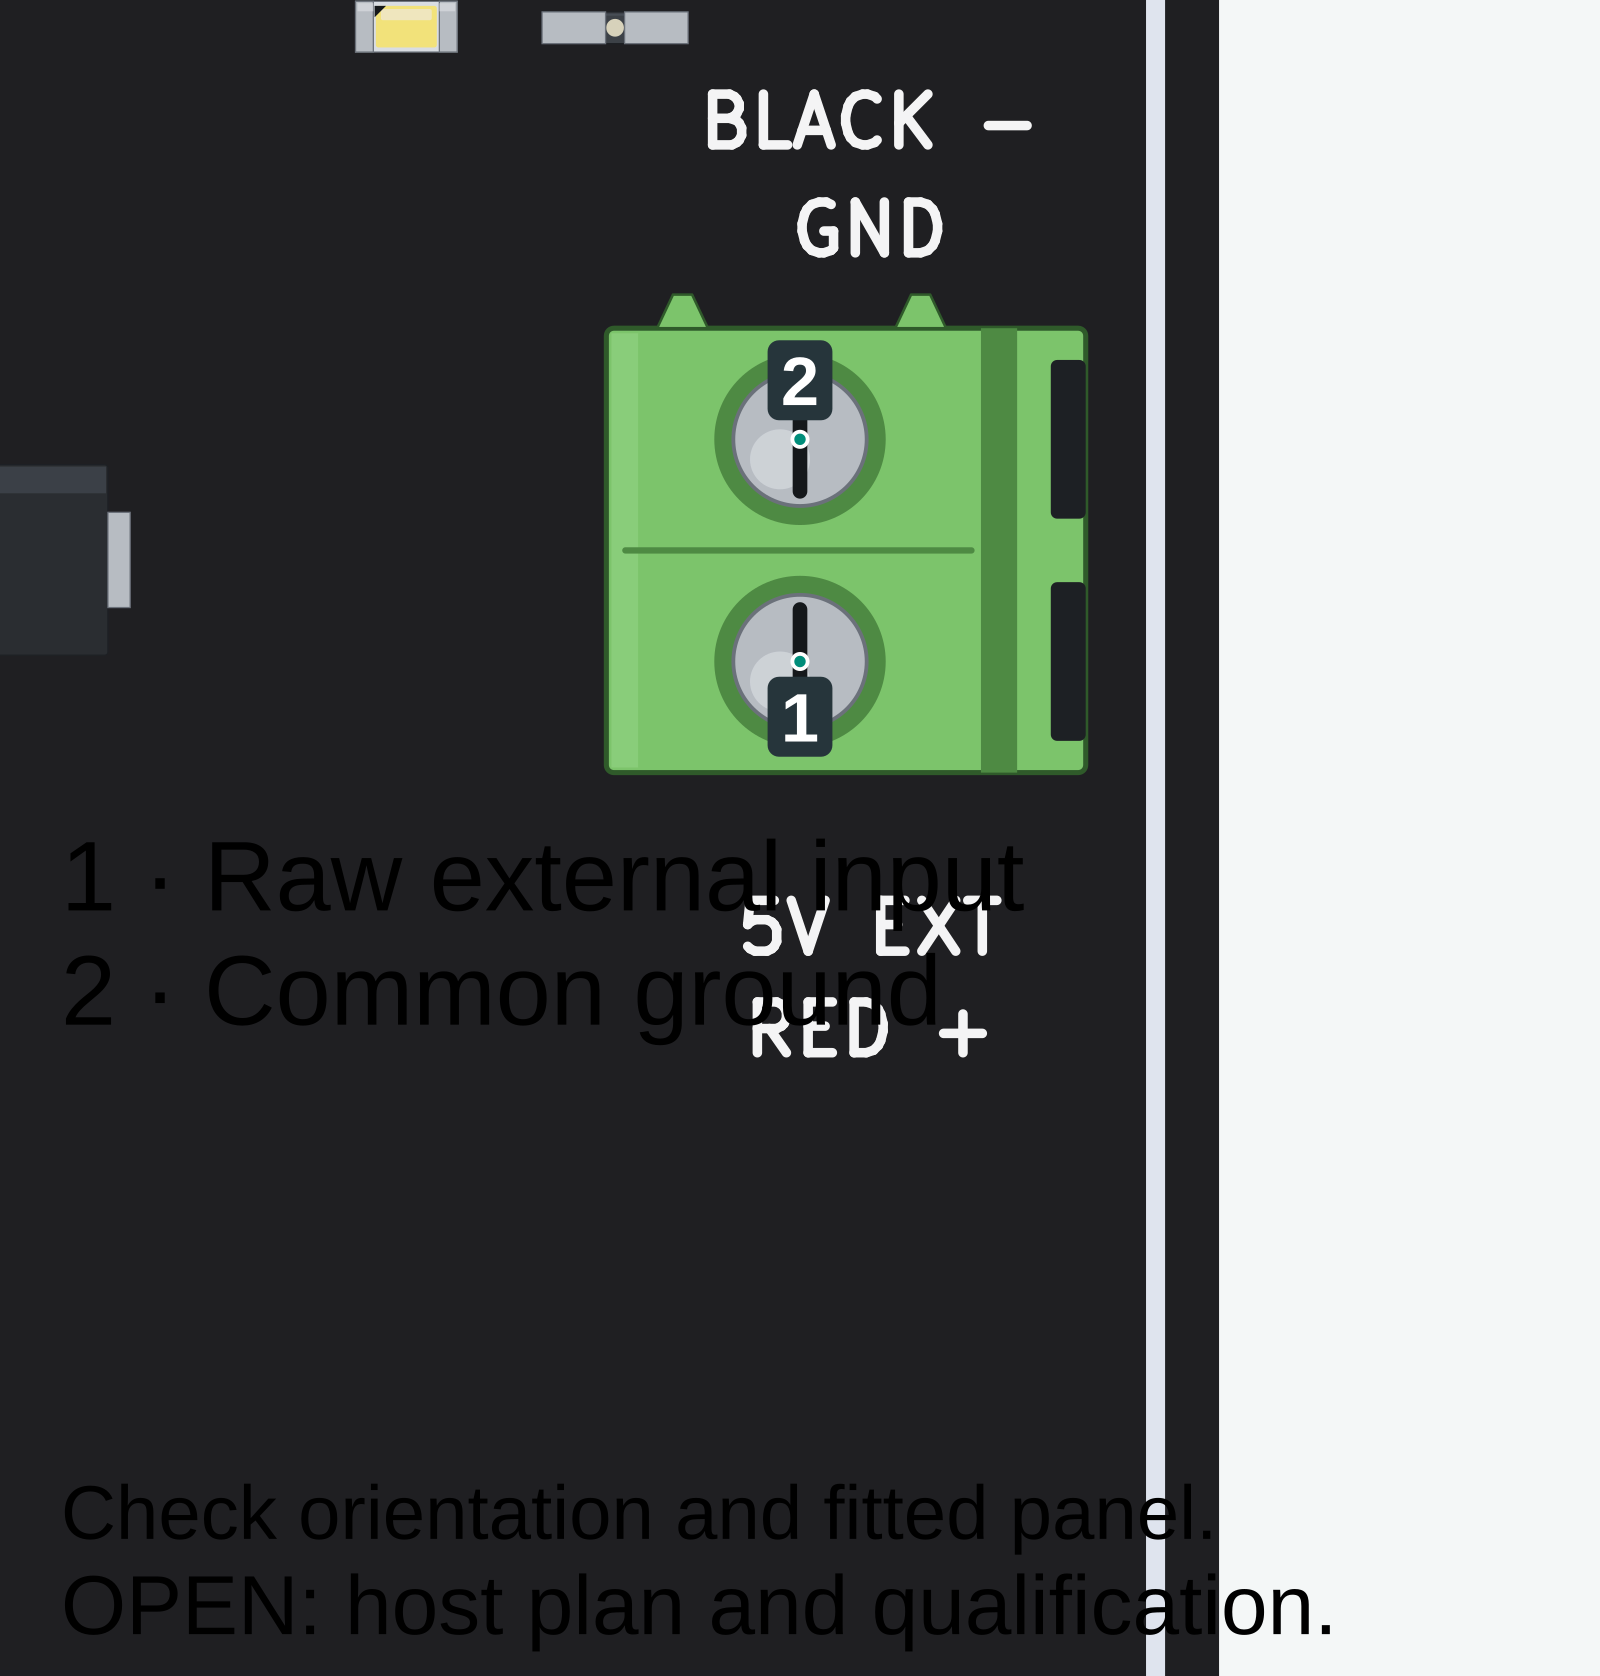 BLACK –
GND
2
1
1 · Raw external input
5V EXT
2 · Common ground
RED +
Check orientation and fitted panel.
OPEN: host plan and qualification.